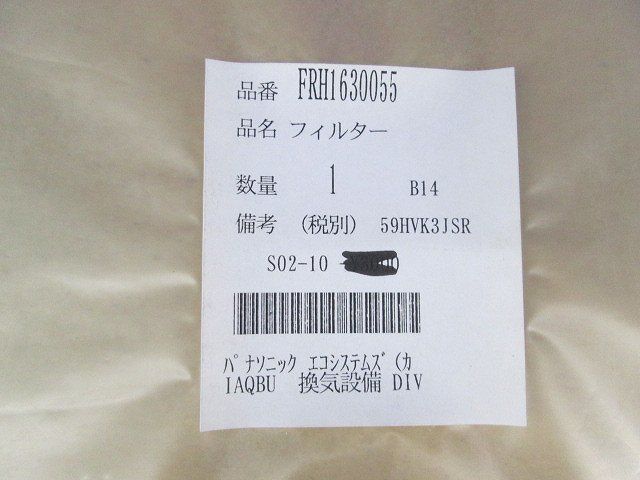 品番 FRH1630055
品名 フィルター
数量 1 B14
備考 (税別) 59HVK3JSR
S02-10
パナソニック エコシステムズ(カ
IAQBU 換気設備 DIV